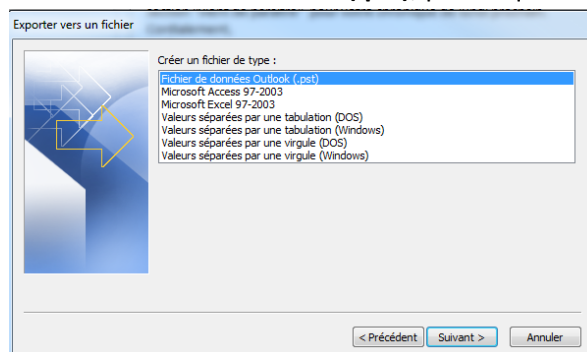 Exporter vers un fichier
Créer un fichier de type :
Fichier de données Outlook (.pst)
Microsoft Access 97-2003
Microsoft Excel 97-2003
Valeurs séparées par une tabulation (DOS)
Valeurs séparées par une tabulation (Windows)
Valeurs séparées par une virgule (DOS)
Valeurs séparées par une virgule (Windows)
< Précédent Suivant > Annuler